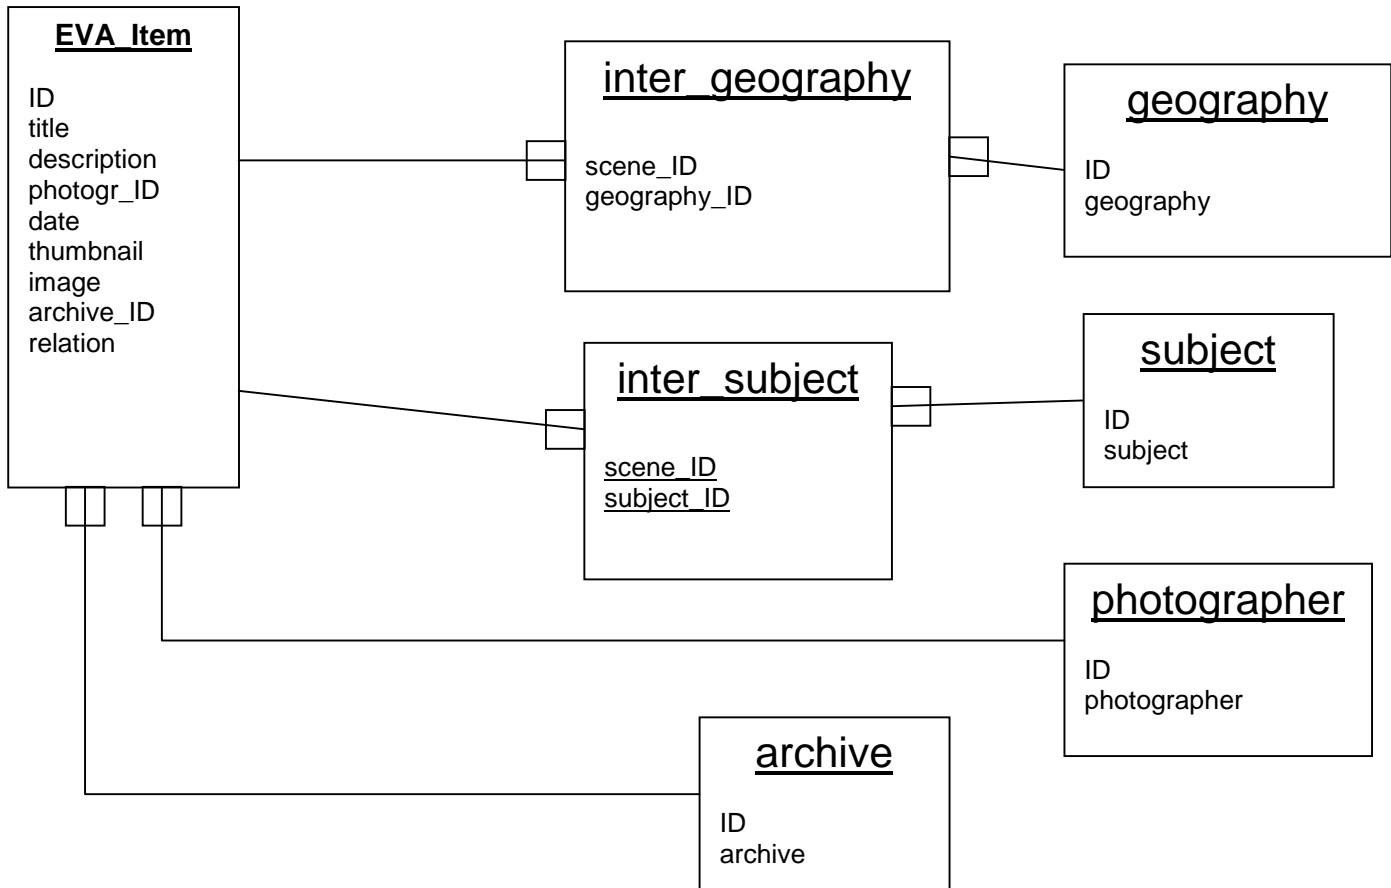 EVA_Item
ID
title
description
photogr_ID
date
thumbnail
image
archive_ID
relation
inter_geography
scene_ID
geography_ID
geography
ID
geography
inter_subject
scene_ID
subject_ID
subject
ID
subject
photographer
ID
photographer
archive
ID
archive